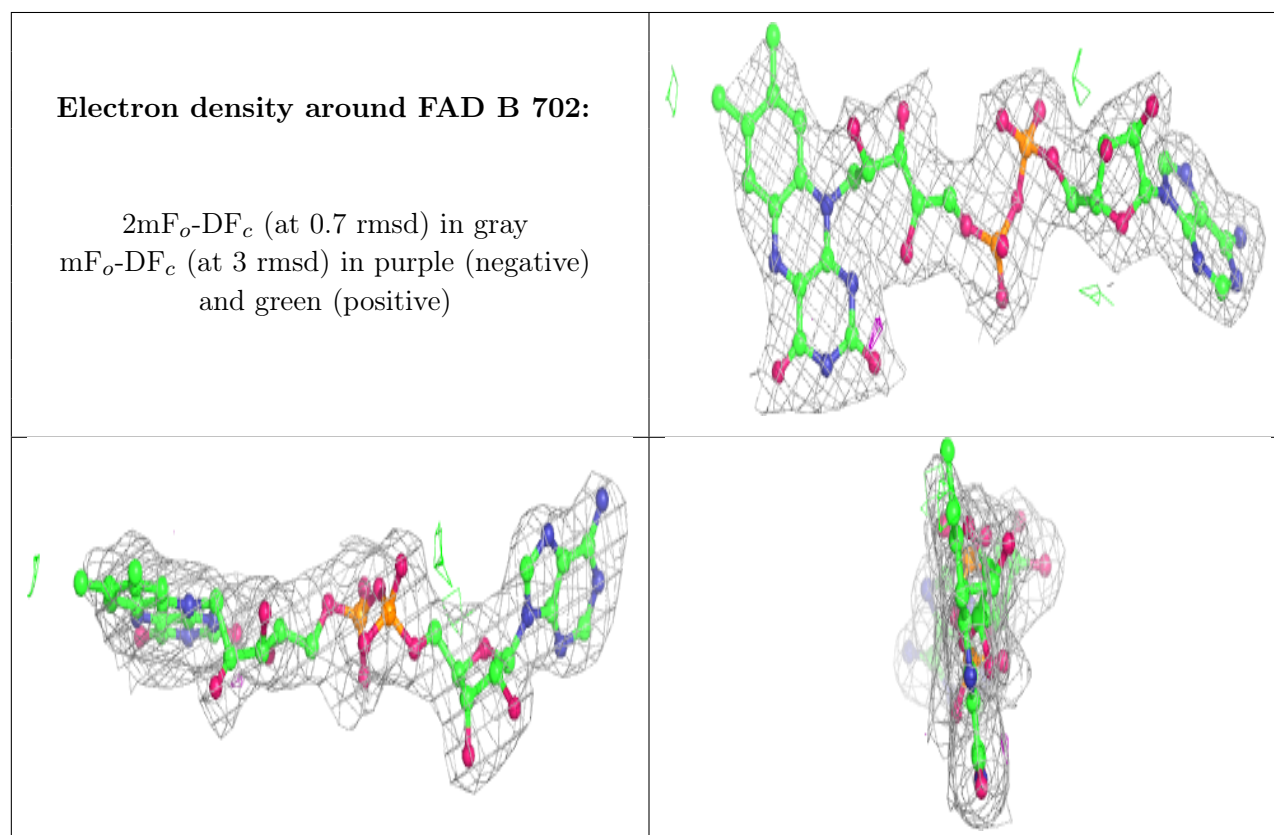 Electron density around FAD B 702:
2mFo-DFc (at 0.7 rmsd) in gray
mFo-DFc (at 3 rmsd) in purple (negative)
and green (positive)